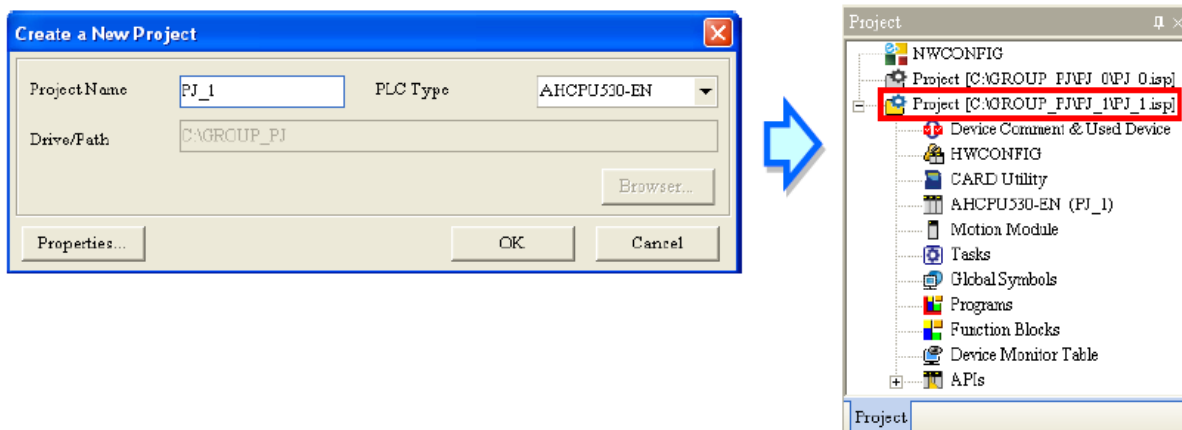 Create a New Project
Project Name
PJ_1
PLC Type
AHCPU530-EN
Drive/Path
C:\GROUP_PJ
Browser...
Properties...
OK
Cancel
Project
NWCONFIG
Project [C:\GROUP_PJ\PJ_0\PJ_0.isp]
Project [C:\GROUP_PJ\PJ_1\PJ_1.isp]
Device Comment & Used Device
HWCONFIG
CARD Utility
AHCPU530-EN (PJ_1)
Motion Module
Tasks
Global Symbols
Programs
Function Blocks
Device Monitor Table
APIs
Project